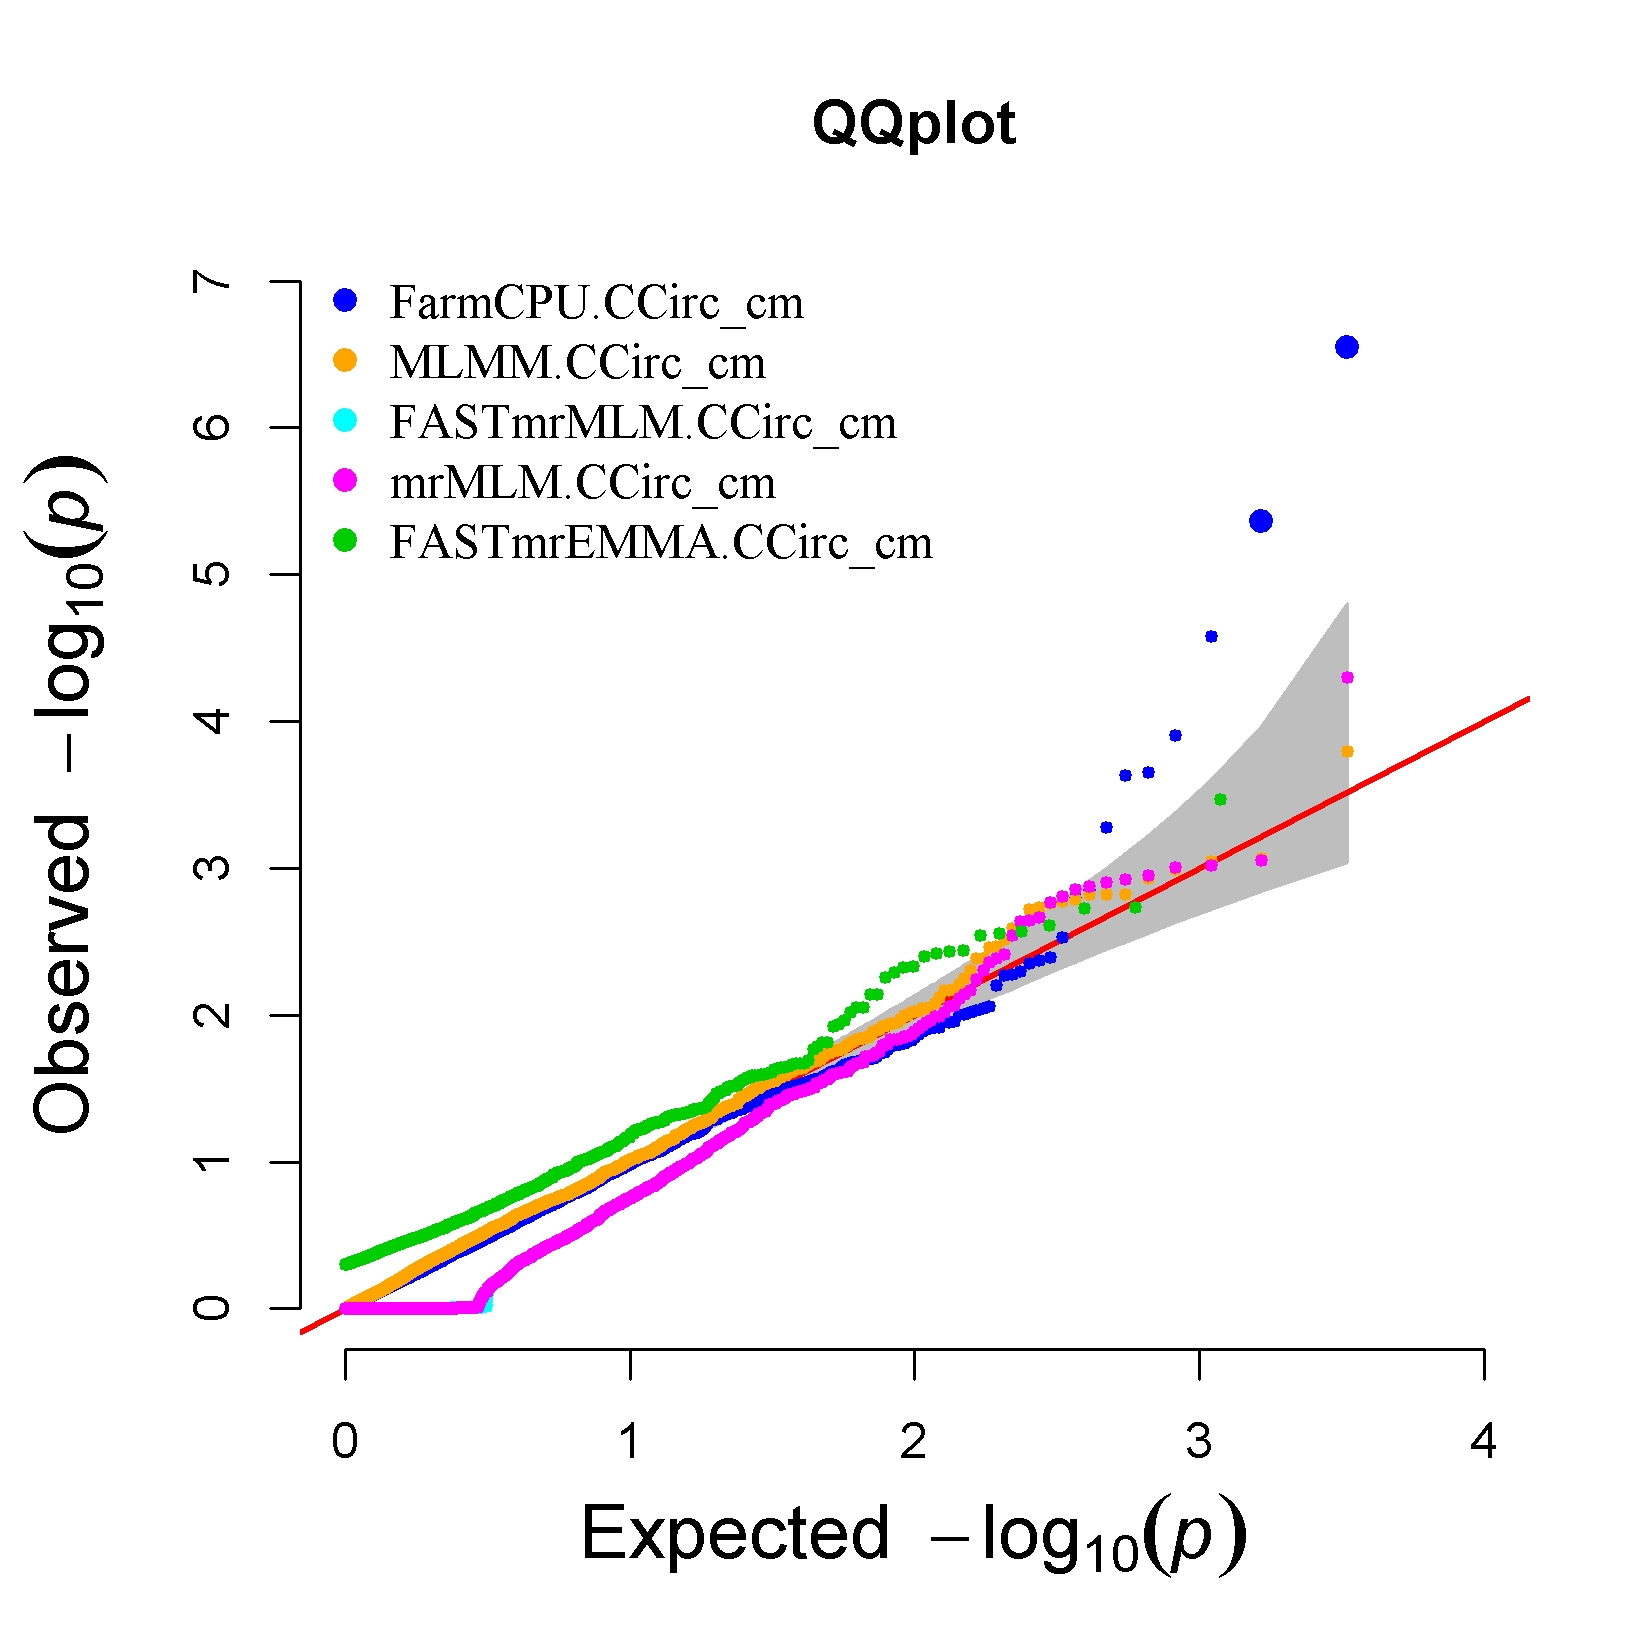 QQplot
FarmCPU.CCirc_cm
MLMM.CCirc_cm
FASTmrMLM.CCirc_cm
mrMLM.CCirc_cm
FASTmrEMMA.CCirc_cm
7
6
5
4
3
2
1
0
Observed −log10(p)
0 1 2 3 4
Expected −log10(p)